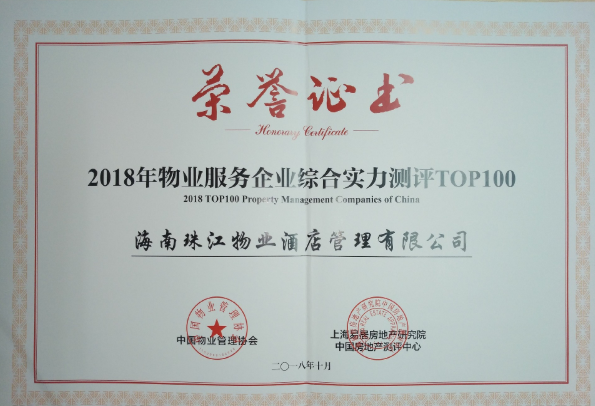 荣誉证书
Honorary Certificate
2018年物业服务企业综合实力测评TOP100
2018 TOP100 Property Management Companies of China
海南珠江物业酒店管理有限公司
中国物业管理协会
上海易居房地产研究院
中国房地产测评中心
二〇一八年十月